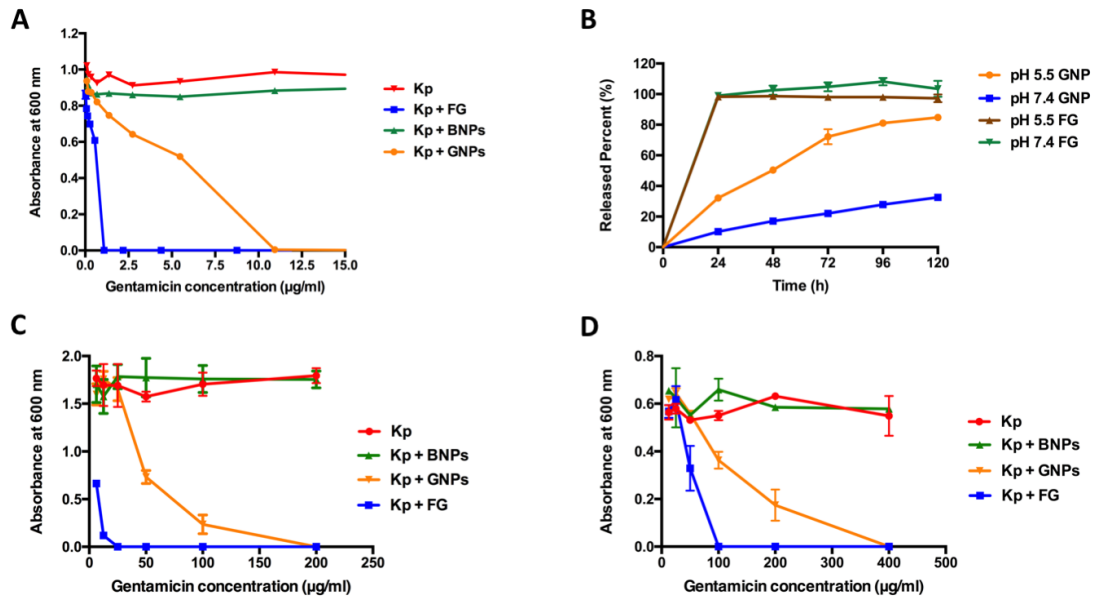 A
1.2
1.0
0.8
0.6
0.4
0.2
0.0
0.0 2.5 5.0 7.5 10.0 12.5 15.0
Absorbance at 600 nm
Gentamicin concentration (µg/ml)
Kp
Kp + FG
Kp + BNPs
Kp + GNPs
B
120
100
80
60
40
20
0
0 24 48 72 96 120
Released Percent (%)
Time (h)
pH 5.5 GNP
pH 7.4 GNP
pH 5.5 FG
pH 7.4 FG
C
2.0
1.5
1.0
0.5
0.0
0 50 100 150 200 250
Absorbance at 600 nm
Gentamicin concentration (µg/ml)
Kp
Kp + BNPs
Kp + GNPs
Kp + FG
D
0.8
0.6
0.4
0.2
0.0
0 100 200 300 400 500
Absorbance at 600 nm
Gentamicin concentration (µg/ml)
Kp
Kp + BNPs
Kp + GNPs
Kp + FG